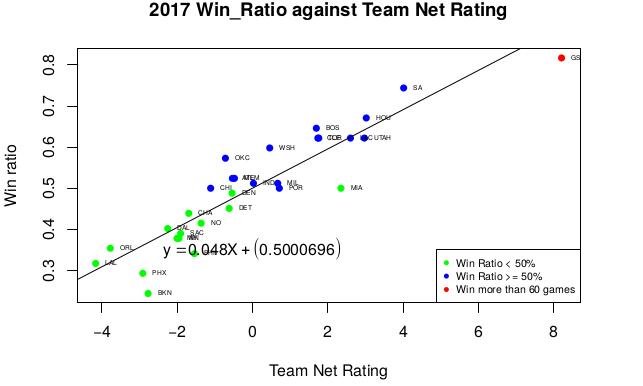 2017 Win_Ratio against Team Net Rating
Win ratio
0.8
0.7
0.6
0.5
0.4
0.3
GS
SA
HOU
BOS
UTAH
WSH
OKC
IND
MIL
CHI
POR
MIA
DEN
DET
CHA
NO
DAL
SAC
ORL
LAL
PHX
BKN
y = 0.048X + (0.5000696)
Win Ratio < 50%
Win Ratio >= 50%
Win more than 60 games
−4
−2
0
2
4
6
8
Team Net Rating